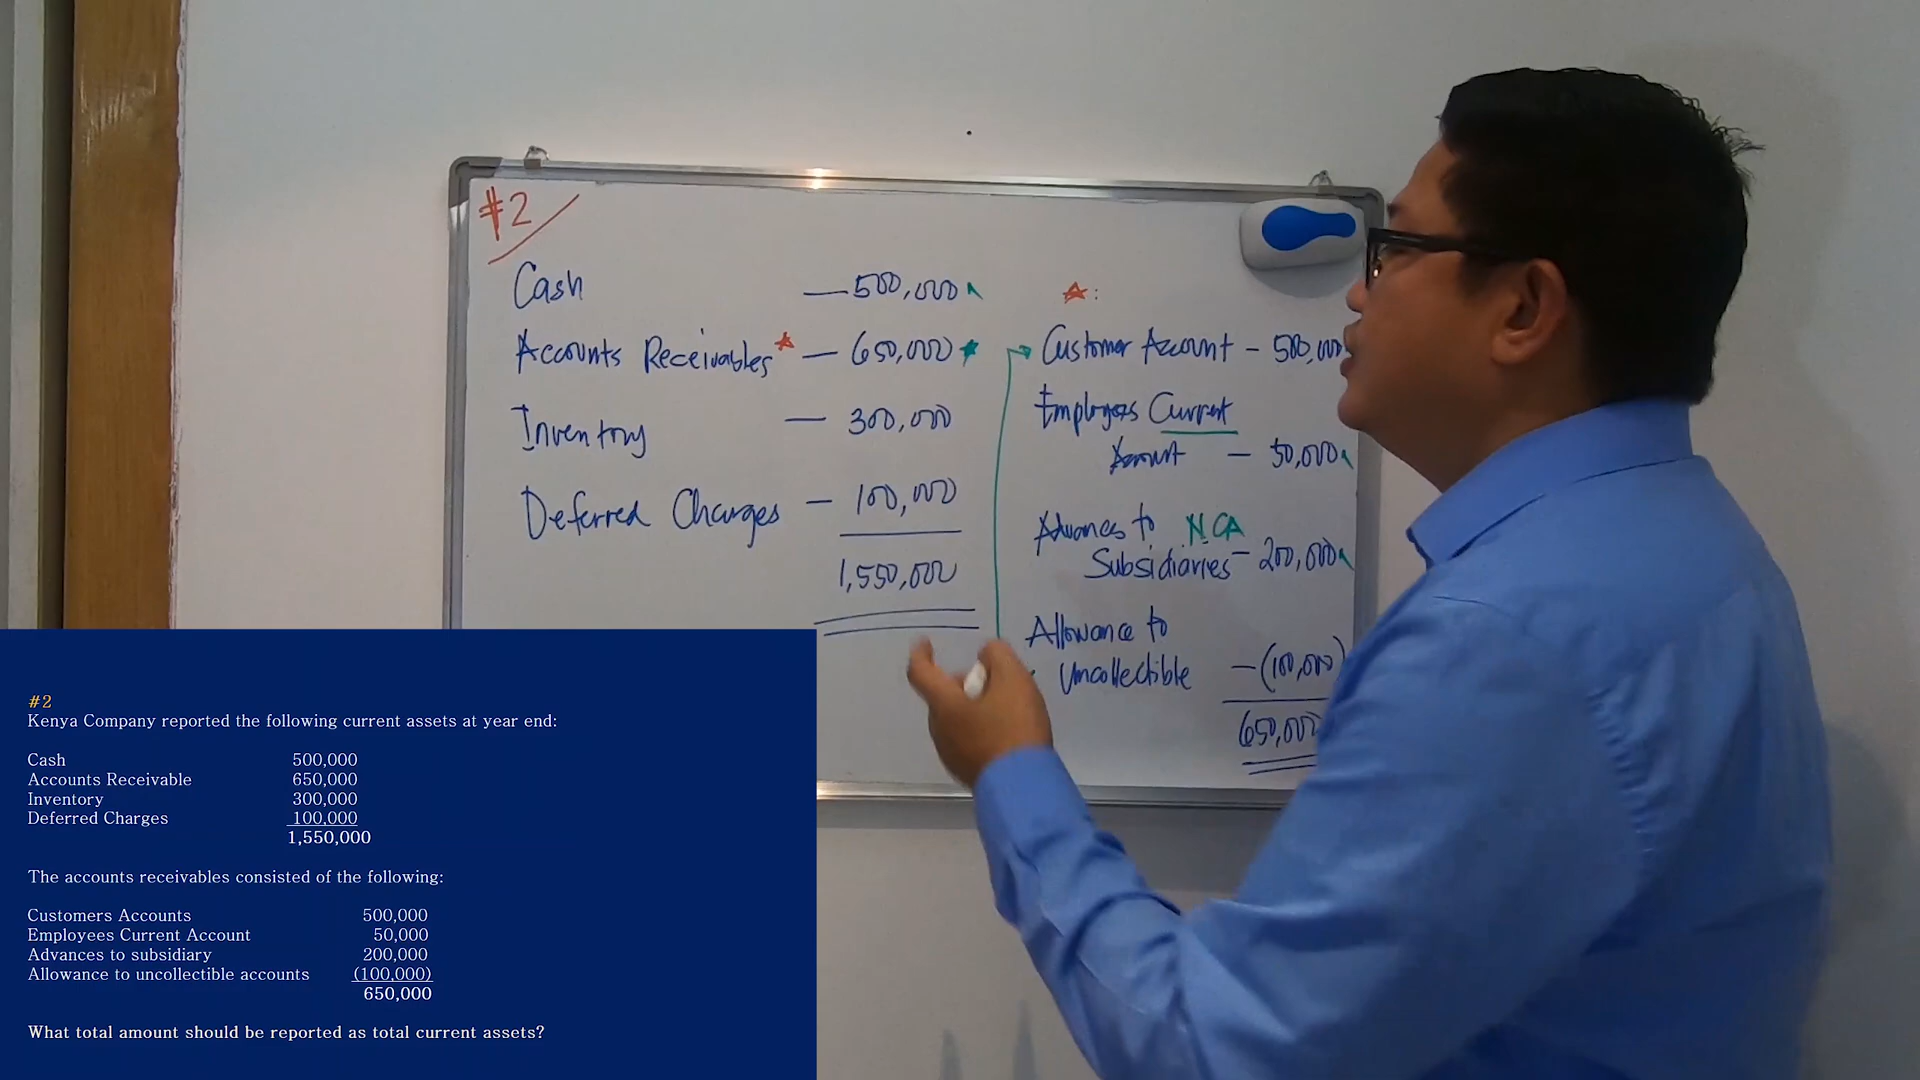 #2
Cash — 500,000
Accounts Receivables — 650,000
Inventory — 300,000
Deferred Charges — 100,000
1,550,000
Customer Account – 500,000
Employees Current
Account – 50,000
Advances to NCA
Subsidiaries – 200,000
Allowance to
Uncollectible – (100,000)
650,000
#2
Kenya Company reported the following current assets at year end:
Cash 500,000
Accounts Receivable 650,000
Inventory 300,000
Deferred Charges 100,000
1,550,000
The accounts receivables consisted of the following:
Customers Accounts 500,000
Employees Current Account 50,000
Advances to subsidiary 200,000
Allowance to uncollectible accounts (100,000)
650,000
What total amount should be reported as total current assets?